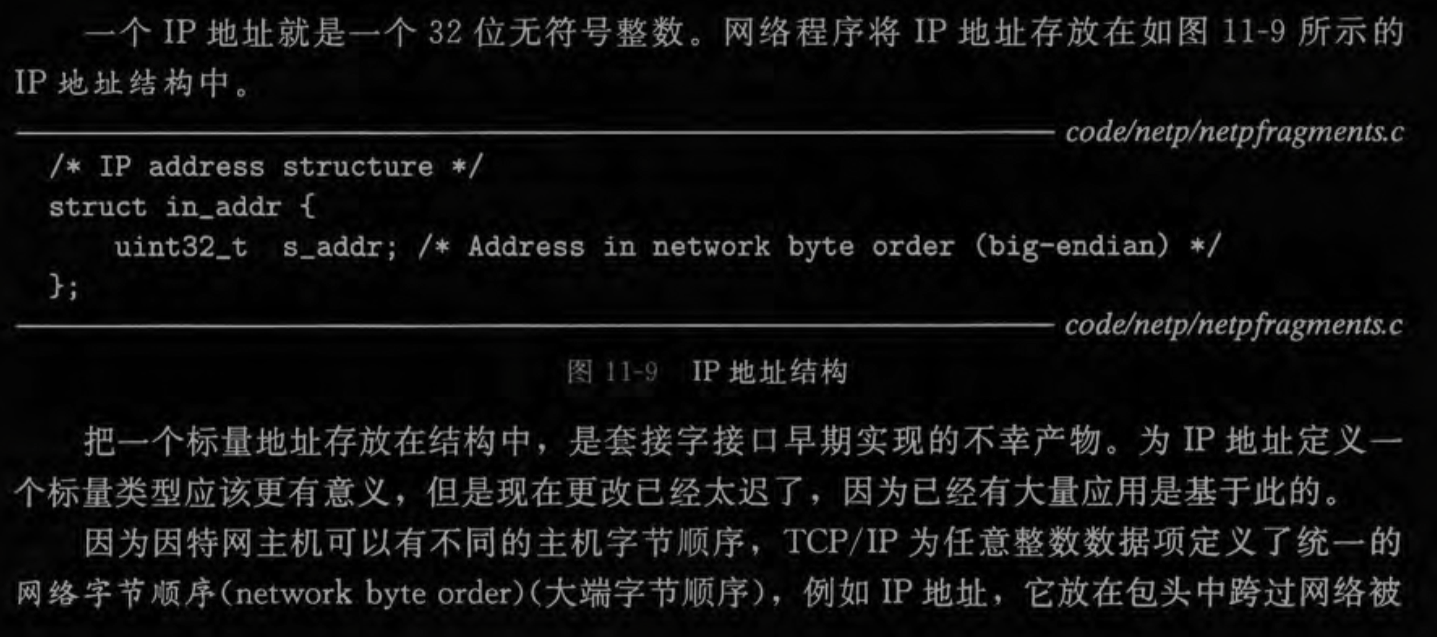 一个 IP 地址就是一个 32 位无符号整数。网络程序将 IP 地址存放在如图 11-9 所示的
IP 地址结构中。
code/netp/netpfragments.c
/* IP address structure */
struct in_addr {
    uint32_t  s_addr; /* Address in network byte order (big-endian) */
};
code/netp/netpfragments.c
图 11-9 IP 地址结构
把一个标量地址存放在结构中，是套接字接口早期实现的不幸产物。为 IP 地址定义一
个标量类型应该更有意义，但是现在更改已经太迟了，因为已经有大量应用是基于此的。
因为因特网主机可以有不同的主机字节顺序，TCP/IP 为任意整数数据项定义了统一的
网络字节顺序(network byte order)(大端字节顺序)，例如 IP 地址，它放在包头中跨过网络被